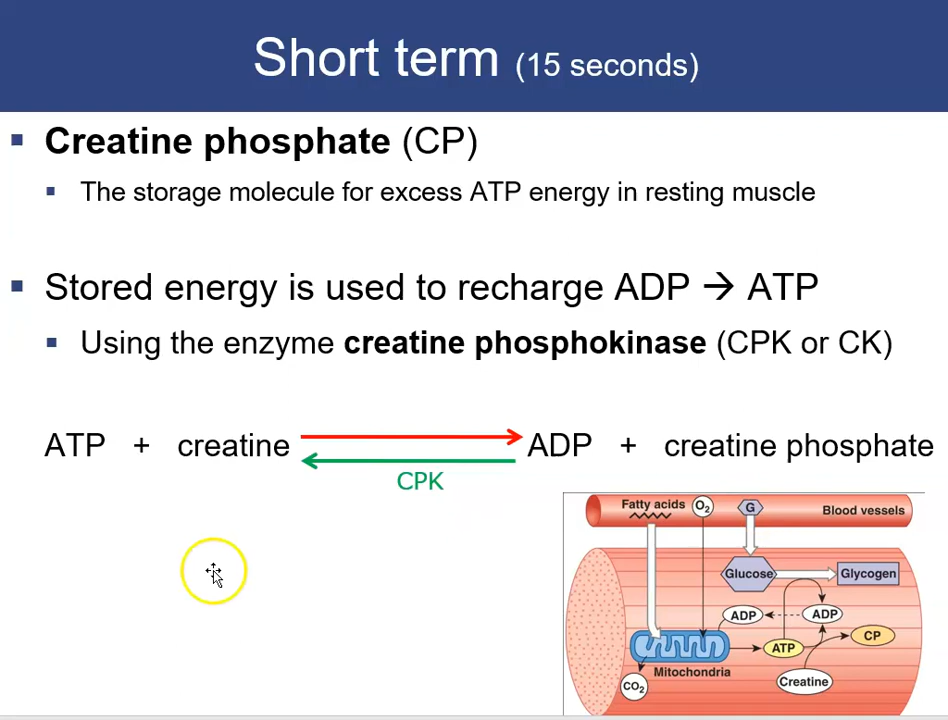 Short term (15 seconds)
▪ Creatine phosphate (CP)
▪ The storage molecule for excess ATP energy in resting muscle
▪ Stored energy is used to recharge ADP → ATP
▪ Using the enzyme creatine phosphokinase (CPK or CK)
ATP + creatine ADP + creatine phosphate
CPK
Fatty acids O₂ G Blood vessels
Glucose Glycogen
ADP ADP
ATP CP
Mitochondria
CO₂ Creatine